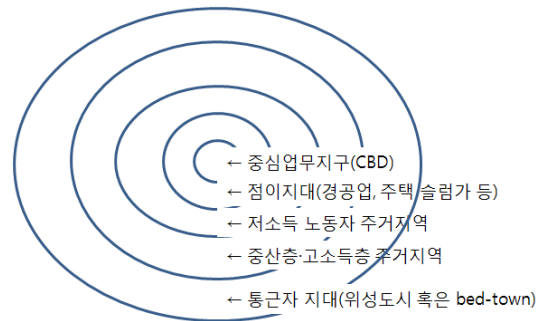 ← 중심업무지구(CBD)
← 점이지대(경공업, 주택 슬럼가 등)
← 저소득 노동자 주거지역
← 중산층·고소득층 주거지역
← 통근자 지대(위성도시 혹은 bed-town)